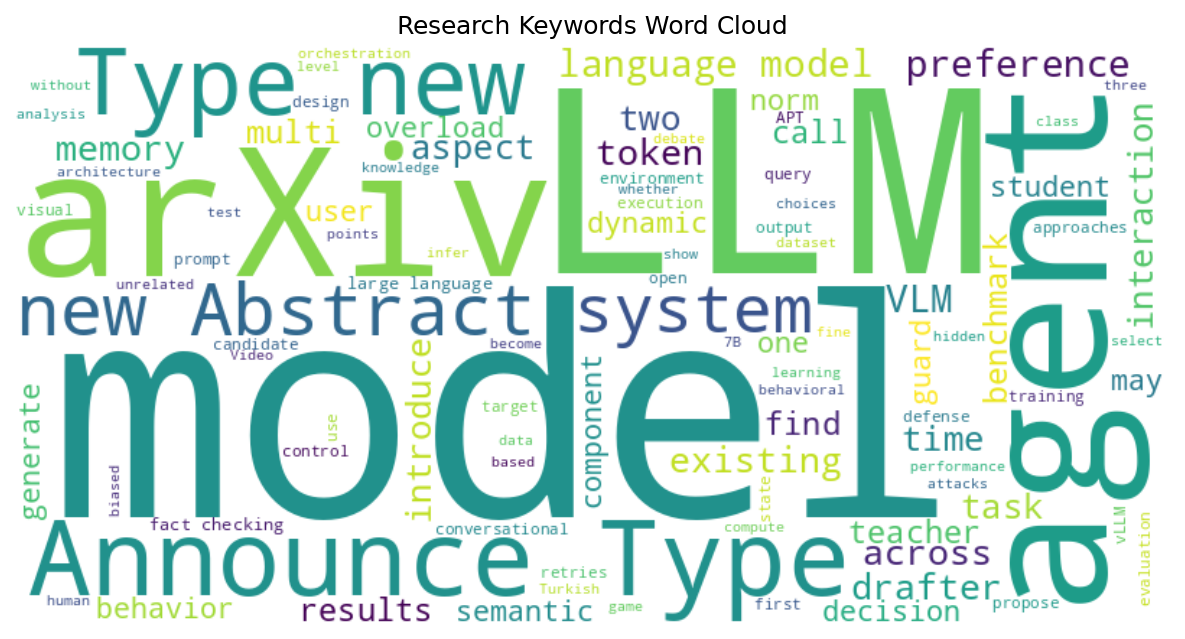 Research Keywords Word Cloud
orchestration
level
without
Type new
design
analysis
language model
preference
three
norm
APT
two
call
debate
token
class
multi
overload
memory
aspect
architecture
knowledge
arXiv
LLM
agent
environment
whether
execution
query
choices
student
interaction
visual
test
user
points
dynamic
output
dataset
approaches
infer
prompt
show
open
unrelated
large language
new Abstract
system
VLM
candidate
Video
become
7B
one
fine
guard
hidden
benchmark
select
model
introduce
component
learning
behavioral
training
may
generate
use
target
data
based
control
find
defense
time
existing
performance
attacks
biased
state
task
fact checking
conversational
compute
teacher
vLLM
evaluation
Announce Type
across
retries
Turkish
drafter
human
behavior
results
semantic
game
first
decision
propose